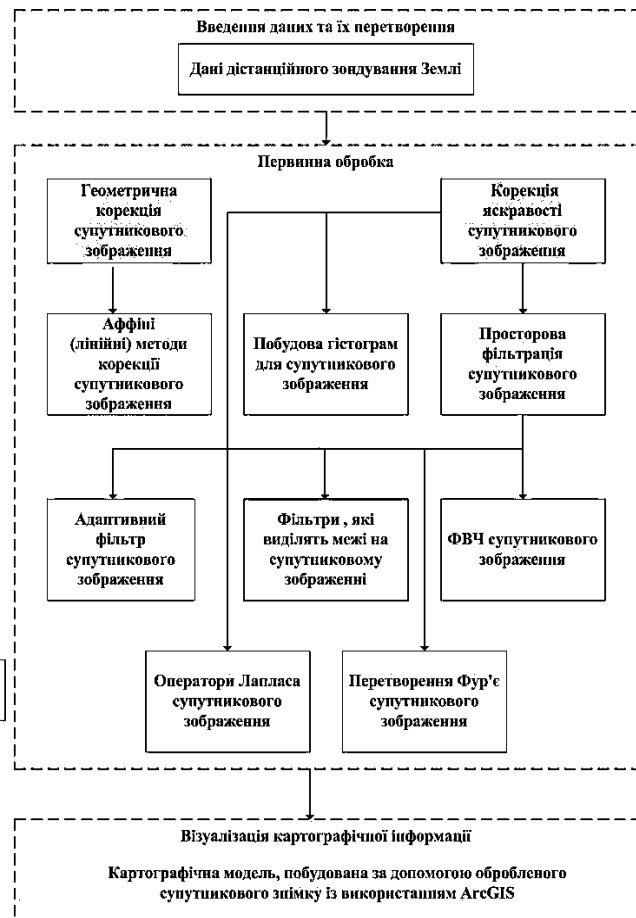 Введення даних та їх перетворення
Дані дістанційного зондування Землі
Первинна обробка
Геометрична
корекція
супутникового
зображення
Корекція
яскравості
супутникового
зображення
Аффіні
(лінійні) методи
корекції
супутникового
зображення
Побудова гістограм
для супутникового
зображення
Просторова
фільтрація
супутникового
зображення
Адаптивний
фільтр
супутникового
зображення
Фільтри , які
виділять межі на
супутниковому
зображенні
ФВЧ супутникового
зображення
Оператори Лапласа
супутникового
зображення
Перетворення Фур'є
супутникового
зображення
Візуалізація картографічної інформації
Картографічна модель, побудована за допомогою обробленого
супутникового знімку із використанням ArcGIS